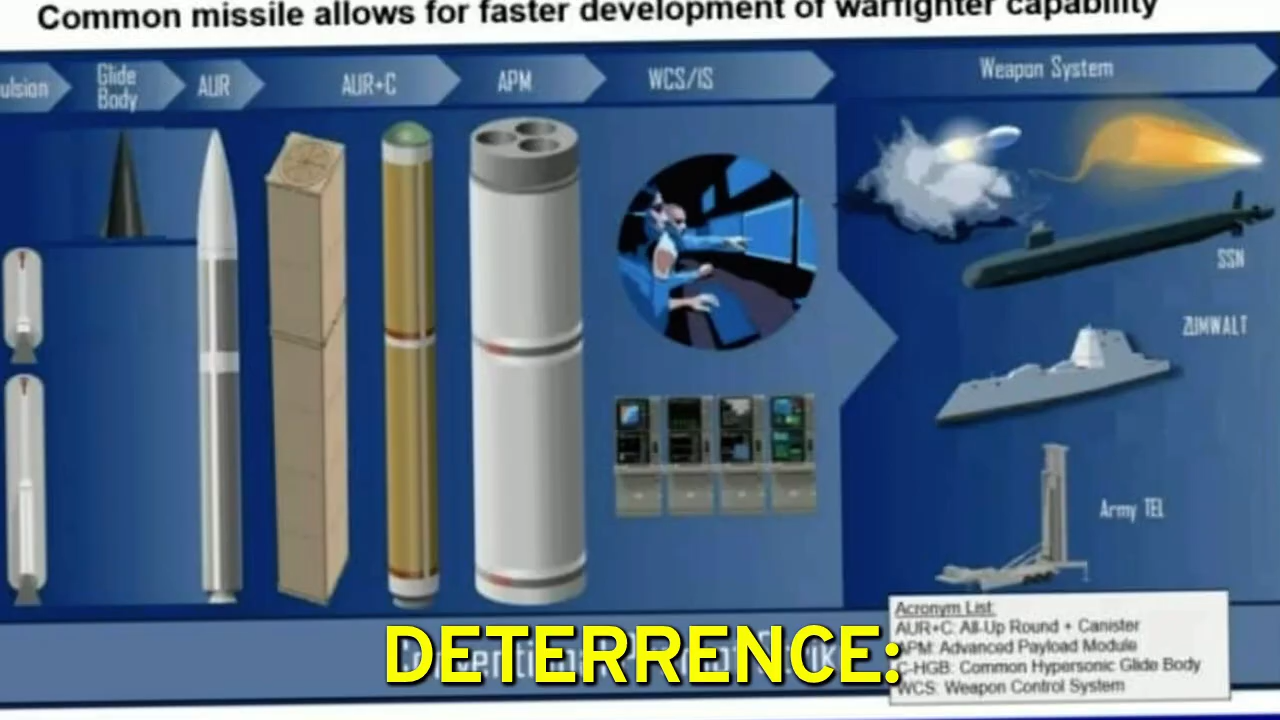 Common missile allows for faster development of warfighter capability
ulsion
Glide
Body
AUR
AUR+C
APM
WCS/IS
Weapon System
SSN
ZUMWALT
Army TEL
Acronym List:
AUR+C: All-Up Round + Canister
APM: Advanced Payload Module
C-HGB: Common Hypersonic Glide Body
WCS: Weapon Control System
DETERRENCE: